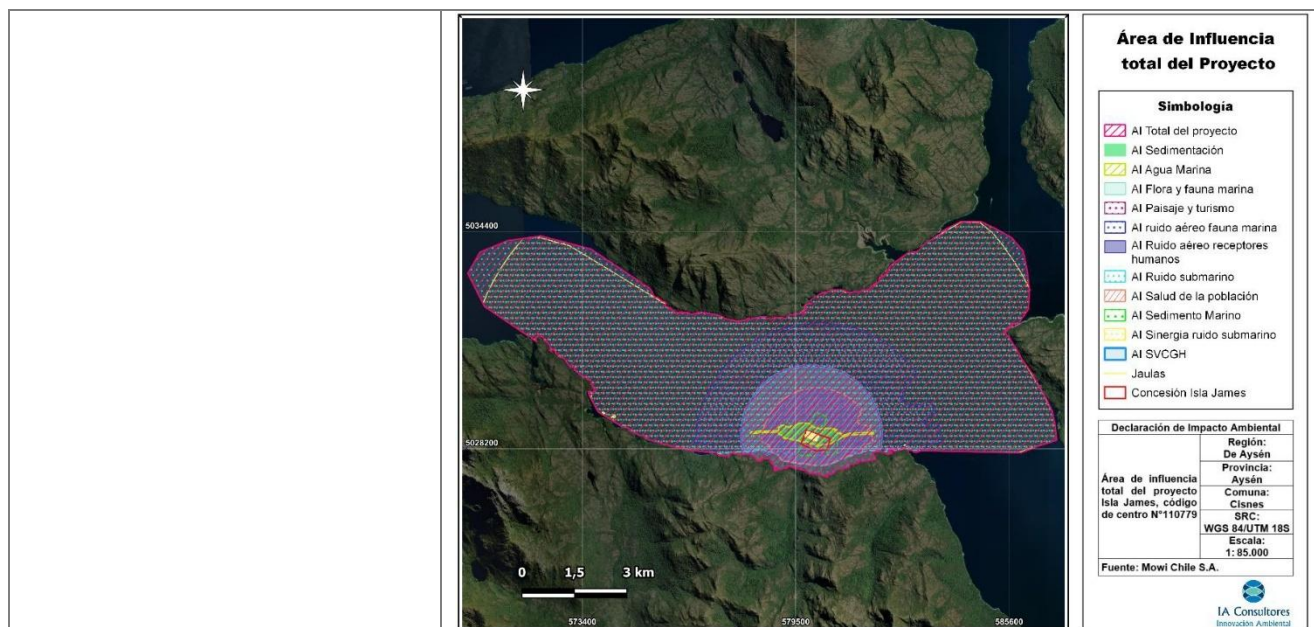 Área de Influencia
total del Proyecto
Simbología
AI Total del proyecto
AI Sedimentación
AI Agua Marina
AI Flora y fauna marina
AI Paisaje y turismo
AI ruido aéreo fauna marina
AI Ruido aéreo receptores
humanos
AI Ruido submarino
AI Salud de la población
AI Sedimento Marino
AI Sinergia ruido submarino
AI SVCGH
Jaulas
Concesión Isla James
Declaración de Impacto Ambiental
Área de influencia
total del proyecto
Isla James, código
de centro N°110779
Región:
De Aysén
Provincia:
Aysén
Comuna:
Cisnes
SRC:
WGS 84/UTM 18S
Escala:
1: 85.000
Fuente: Mowi Chile S.A.
IA Consultores
Innovación Ambiental
5034400
5028200
0 1,5 3 km
573400 579500 585600